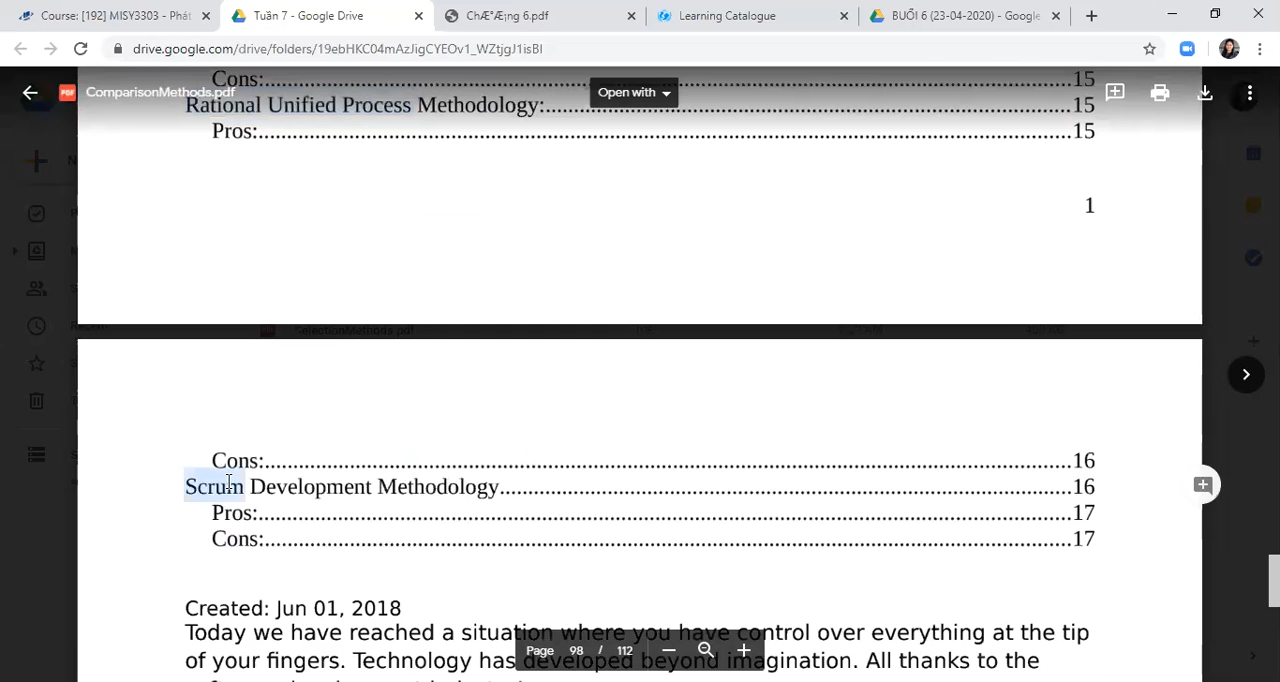 Course: [192] MISY3303 - Phát
Tuần 7 - Google Drive
ChÆ°Æ¡ng 6.pdf
Learning Catalogue
BUỔI 6 (23-04-2020) - Google
drive.google.com/drive/folders/19ebHKC04mAzJigCYEOv1_WZtjgJ1isBI
Cons:...15
ComparisonMethods.pdf
Open with
Rational Unified Process Methodology:...15
Pros:...15
1
SelectionMethods.pdf
Cons:...16
Scrum Development Methodology...16
Pros:...17
Cons:...17
Created: Jun 01, 2018
Today we have reached a situation where you have control over everything at the tip
Page 98 / 112
of your fingers. Technology has developed beyond imagination. All thanks to the